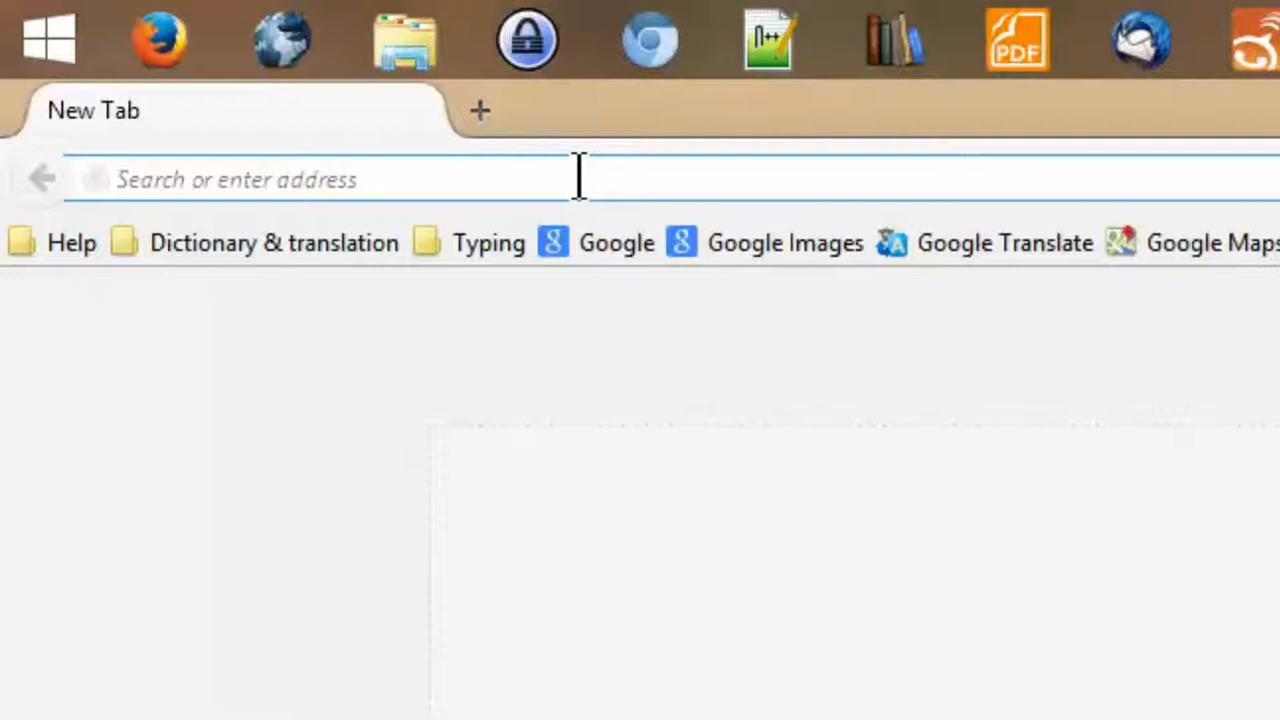 n++
PDF
New Tab
Search or enter address
Help Dictionary & translation Typing Google Google Images Google Translate Google Maps